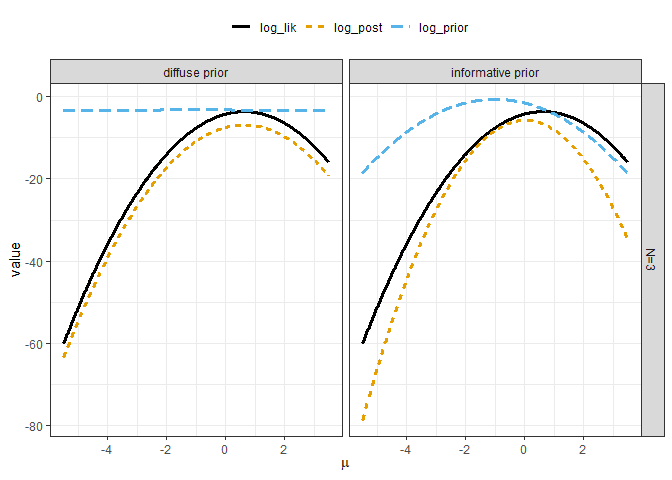 log_lik log_post log_prior
diffuse prior
informative prior
0
-20
-40
-60
-80
value
N=3
-4 -2 0 2
-4 -2 0 2
μ